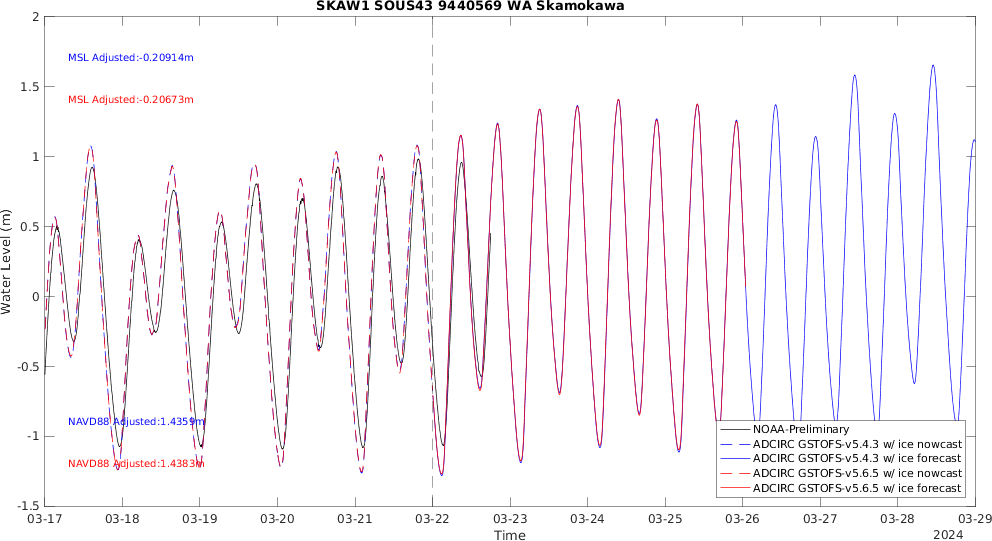 SKAW1 SOUS43 9440569 WA Skamokawa
MSL Adjusted:-0.20914m
MSL Adjusted:-0.20673m
NAVD88 Adjusted:1.4359m
NAVD88 Adjusted:1.4383m
Water Level (m)
2
1.5
1
0.5
0
-0.5
-1
-1.5
NOAA-Preliminary
ADCIRC GSTOFS-v5.4.3 w/ ice nowcast
ADCIRC GSTOFS-v5.4.3 w/ ice forecast
ADCIRC GSTOFS-v5.6.5 w/ ice nowcast
ADCIRC GSTOFS-v5.6.5 w/ ice forecast
03-17 03-18 03-19 03-20 03-21 03-22 03-23 03-24 03-25 03-26 03-27 03-28 03-29
Time
2024